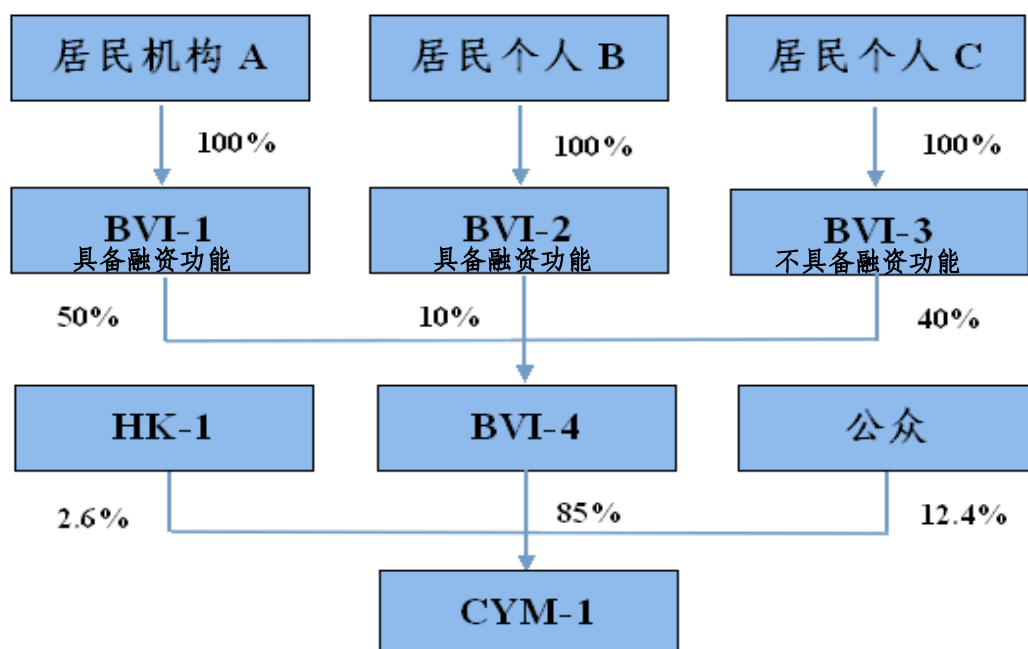 居民机构 A
居民个人 B
居民个人 C
100%
100%
100%
BVI-1
具备融资功能
BVI-2
具备融资功能
BVI-3
不具备融资功能
50%
10%
40%
HK-1
BVI-4
公众
2.6%
85%
12.4%
CYM-1